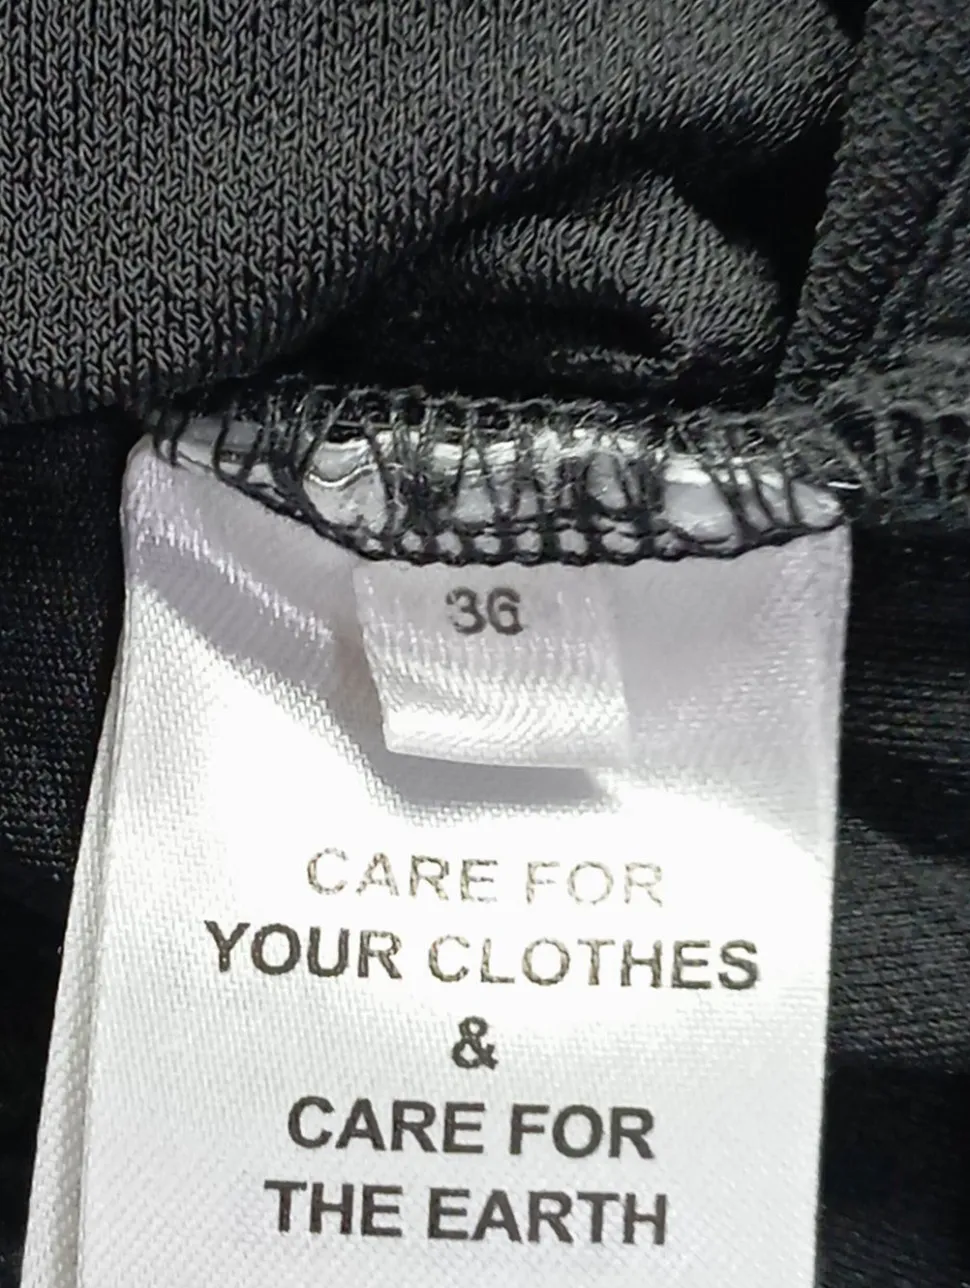 36
CARE FOR
YOUR CLOTHES
&
CARE FOR
THE EARTH